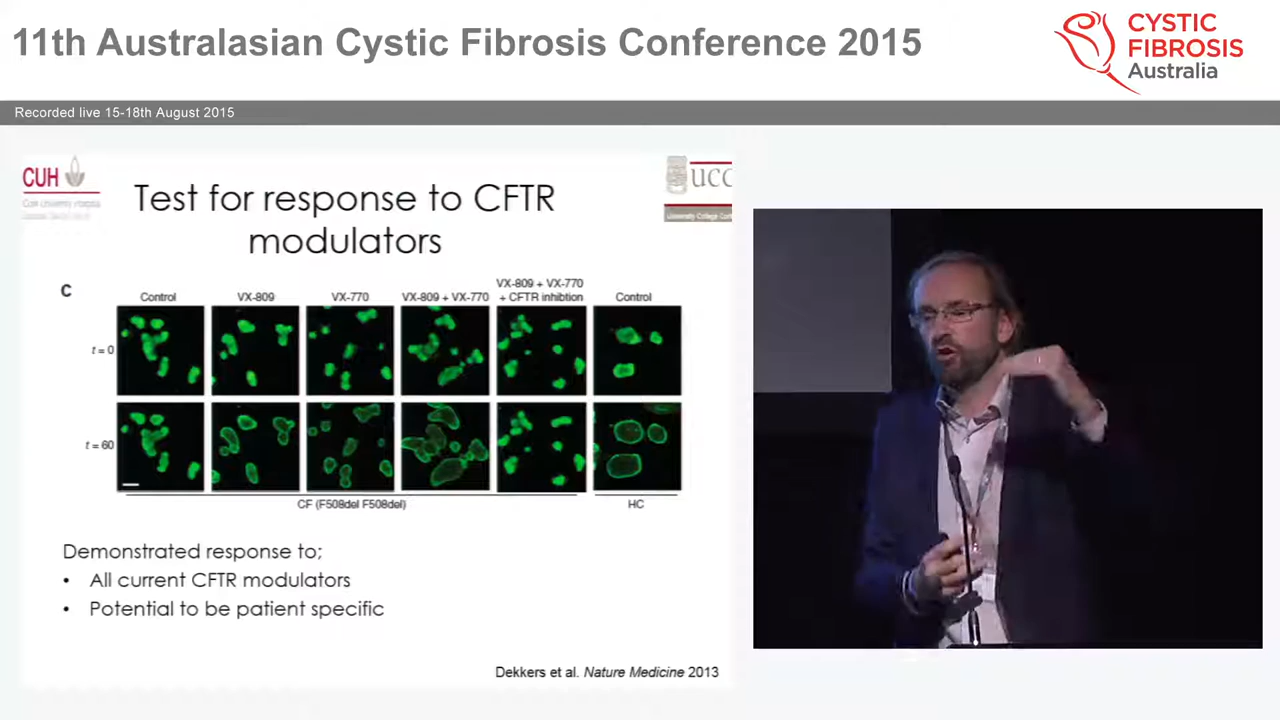 11th Australasian Cystic Fibrosis Conference 2015
CYSTIC
FIBROSIS
Australia
Recorded live 15-18th August 2015
CUH
UCC
Test for response to CFTR
modulators
C
Control
VX-809
VX-770
VX-809 + VX-770
VX-809 + VX-770
+ CFTR inhibtion
Control
t = 0
t = 60
CF (F508del F508del)
HC
Demonstrated response to;
• All current CFTR modulators
• Potential to be patient specific
Dekkers et al. Nature Medicine 2013